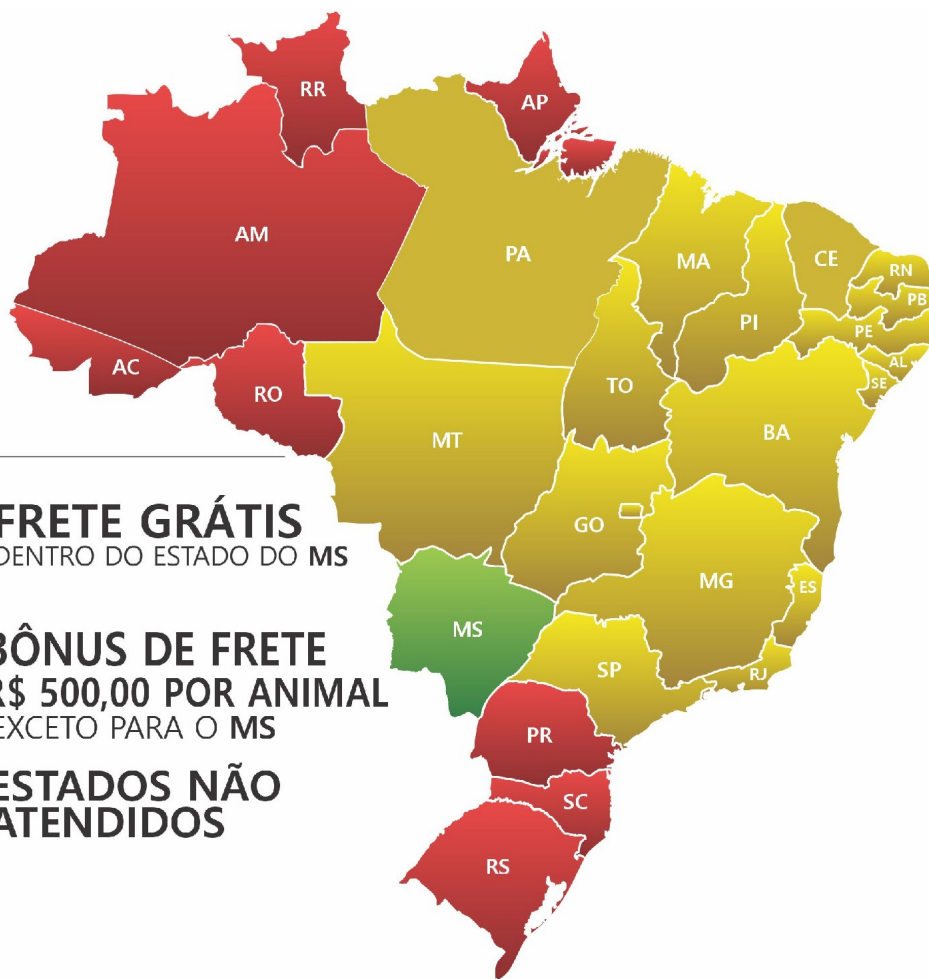 RR
AP
AM
PA
MA
CE
RN
PB
PI
PE
AL
SE
AC
RO
TO
BA
MT
GO
MG
ES
MS
SP
RJ
PR
SC
RS
FRETE GRÁTIS
DENTRO DO ESTADO DO MS
BÔNUS DE FRETE
R$ 500,00 POR ANIMAL
EXCETO PARA O MS
ESTADOS NÃO
ATENDIDOS